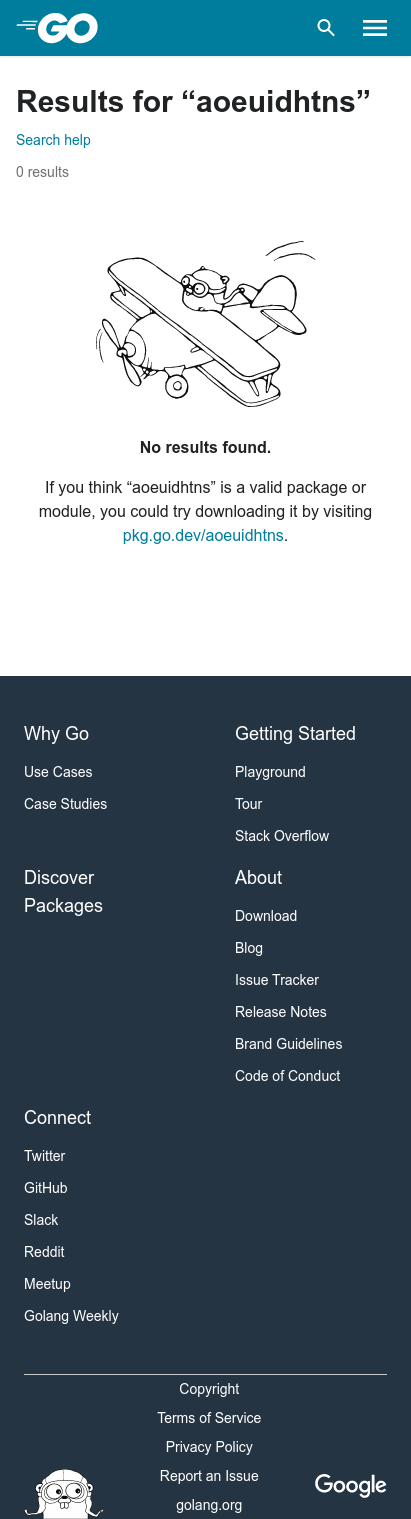 GO
Results for “aoeuidhtns”
Search help
0 results
No results found.
If you think “aoeuidhtns” is a valid package or
module, you could try downloading it by visiting
pkg.go.dev/aoeuidhtns.
Why Go
Use Cases
Case Studies
Getting Started
Playground
Tour
Stack Overflow
Discover
Packages
About
Download
Blog
Issue Tracker
Release Notes
Brand Guidelines
Code of Conduct
Connect
Twitter
GitHub
Slack
Reddit
Meetup
Golang Weekly
Copyright
Terms of Service
Privacy Policy
Report an Issue
golang.org
Google